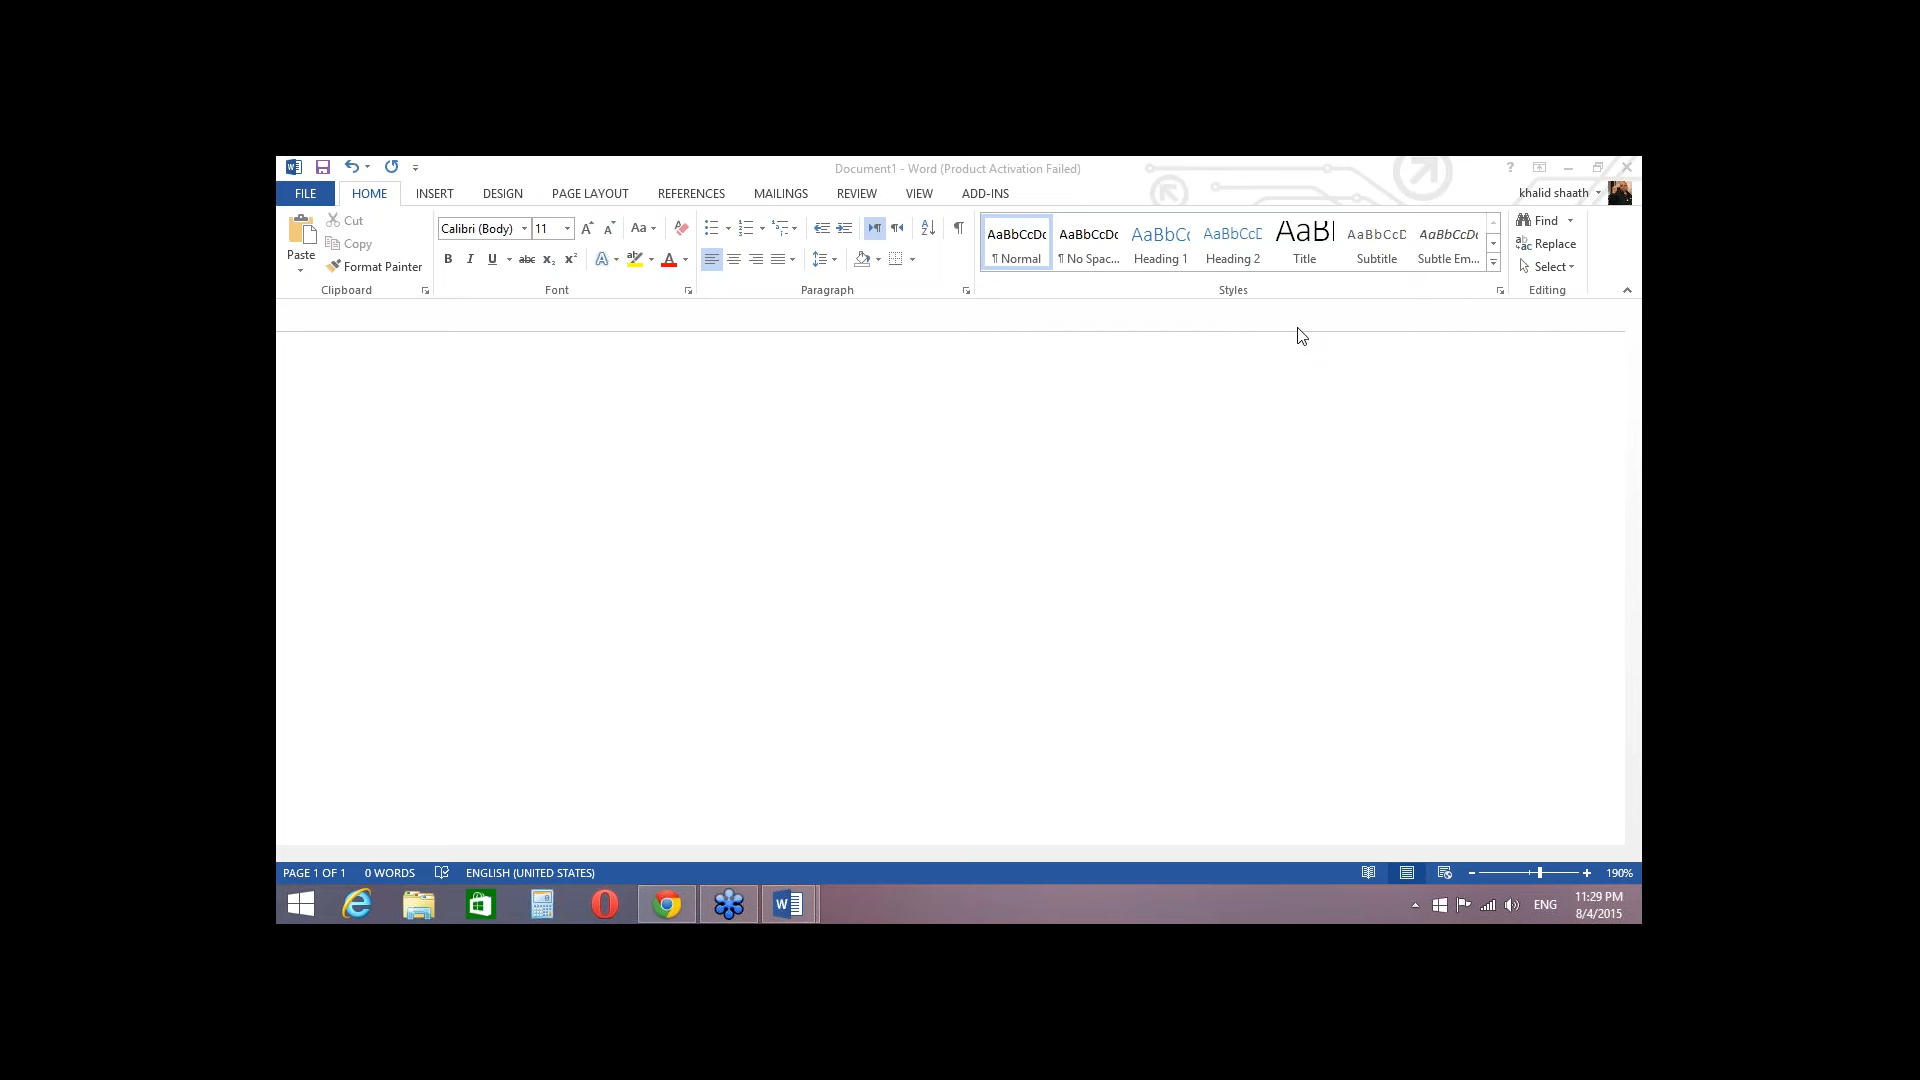 Document1 - Word (Product Activation Failed)
FILE HOME INSERT DESIGN PAGE LAYOUT REFERENCES MAILINGS REVIEW VIEW ADD-INS khalid shaath
Paste Cut
Copy
Format Painter
Clipboard
Calibri (Body) 11
Font
Paragraph
AaBbCcDc AaBbCcDc AaBbCc AaBbCcD AaBl AaBbCcD AaBbCcDc
¶ Normal ¶ No Spac... Heading 1 Heading 2 Title Subtitle Subtle Em...
Styles
Find
Replace
Select
Editing
PAGE 1 OF 1 0 WORDS ENGLISH (UNITED STATES) 190%
ENG 11:29 PM
8/4/2015